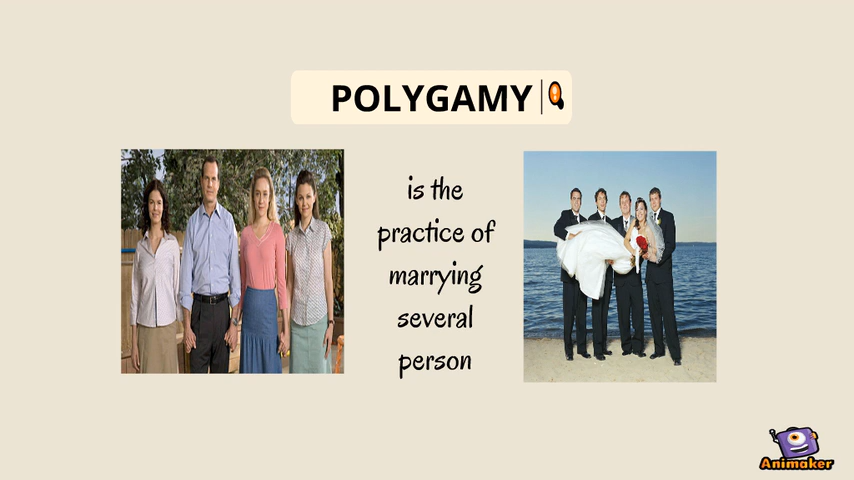 POLYGAMY
is the
practice of
marrying
several
person
Animaker